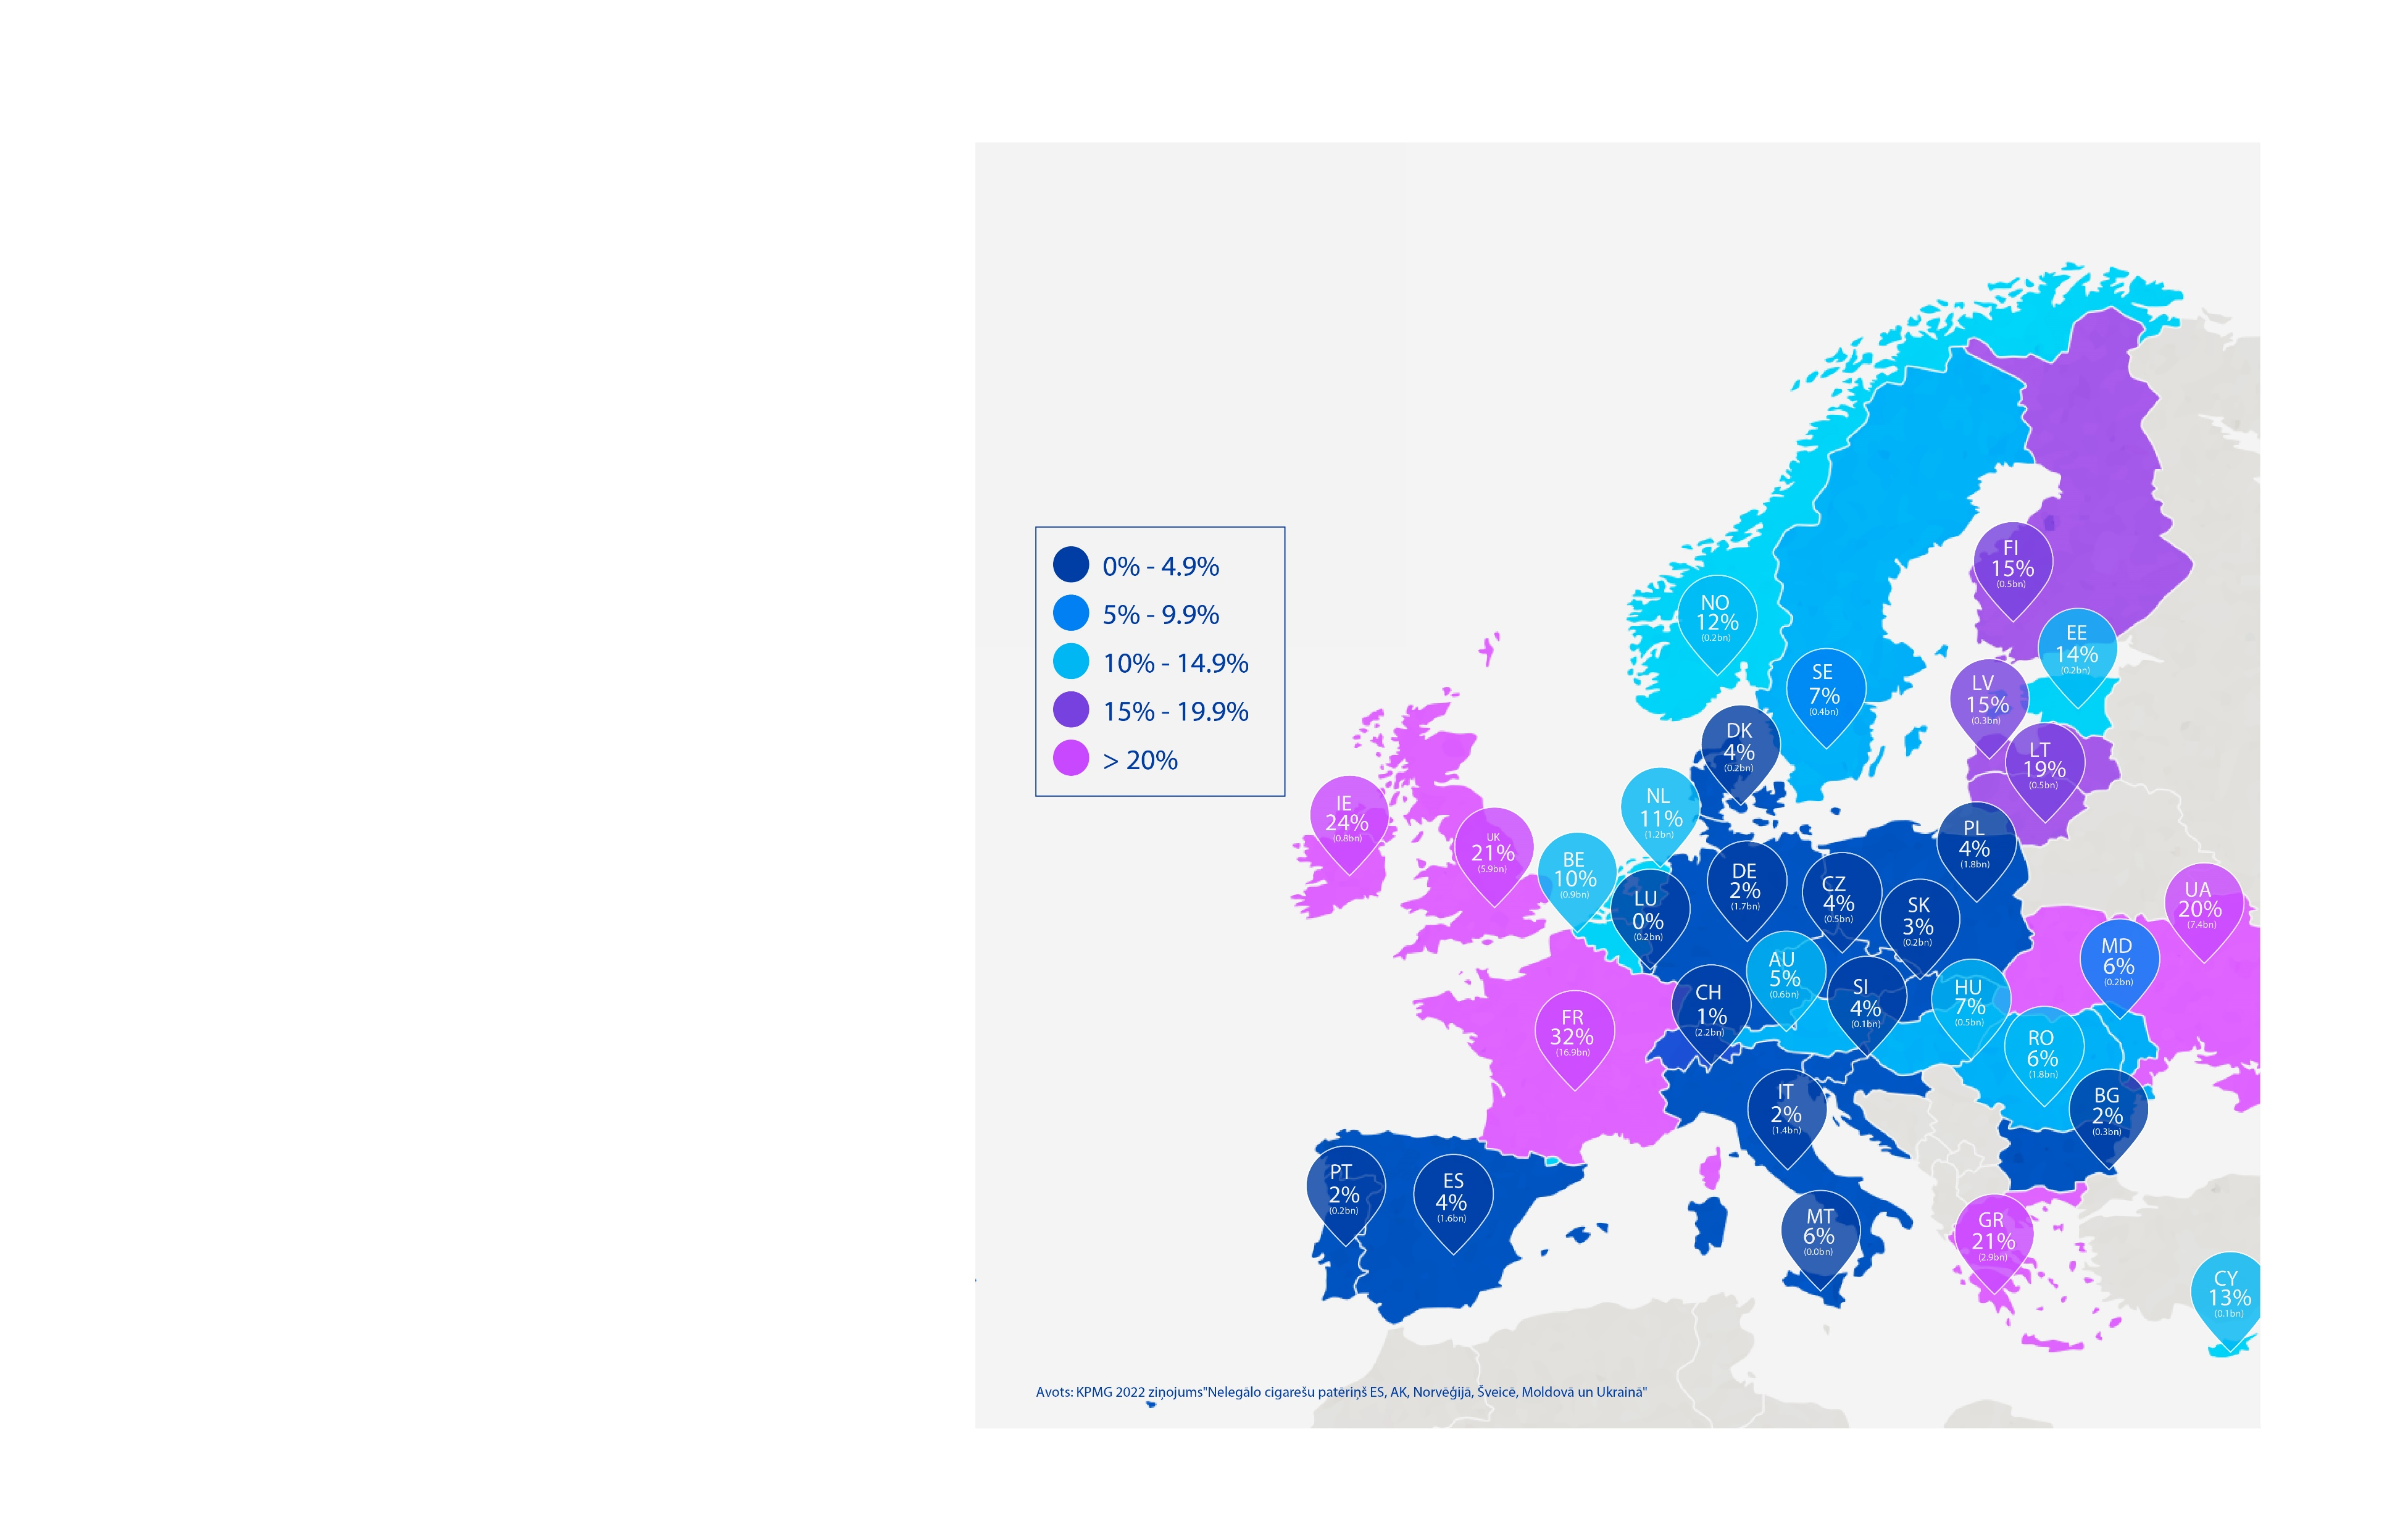 0% - 4.9%
5% - 9.9%
10% - 14.9%
15% - 19.9%
> 20%
FI
15%
(0.5bn)
NO
12%
(0.2bn)
EE
14%
(0.2bn)
SE
7%
(0.4bn)
LV
15%
(0.3bn)
DK
4%
(0.2bn)
LT
19%
(0.5bn)
NL
11%
(1.2bn)
IE
24%
(0.8bn)
UK
21%
(5.9bn)
PL
4%
(1.8bn)
BE
10%
(0.9bn)
DE
2%
(1.7bn)
CZ
4%
(0.5bn)
LU
0%
(0.2bn)
SK
3%
(0.2bn)
UA
20%
(7.4bn)
MD
6%
(0.2bn)
AU
5%
(0.6bn)
CH
1%
(2.2bn)
SI
4%
(0.1bn)
HU
7%
(0.5bn)
FR
32%
(16.9bn)
RO
6%
(1.8bn)
IT
2%
(1.4bn)
BG
2%
(0.3bn)
PT
2%
(0.2bn)
ES
4%
(1.6bn)
MT
6%
(0.0bn)
GR
21%
(2.9bn)
CY
13%
(0.1bn)
Avots: KPMG 2022 ziņojums"Nelegālo cigarešu patēriņš ES, AK, Norvēģijā, Šveicē, Moldovā un Ukrainā"